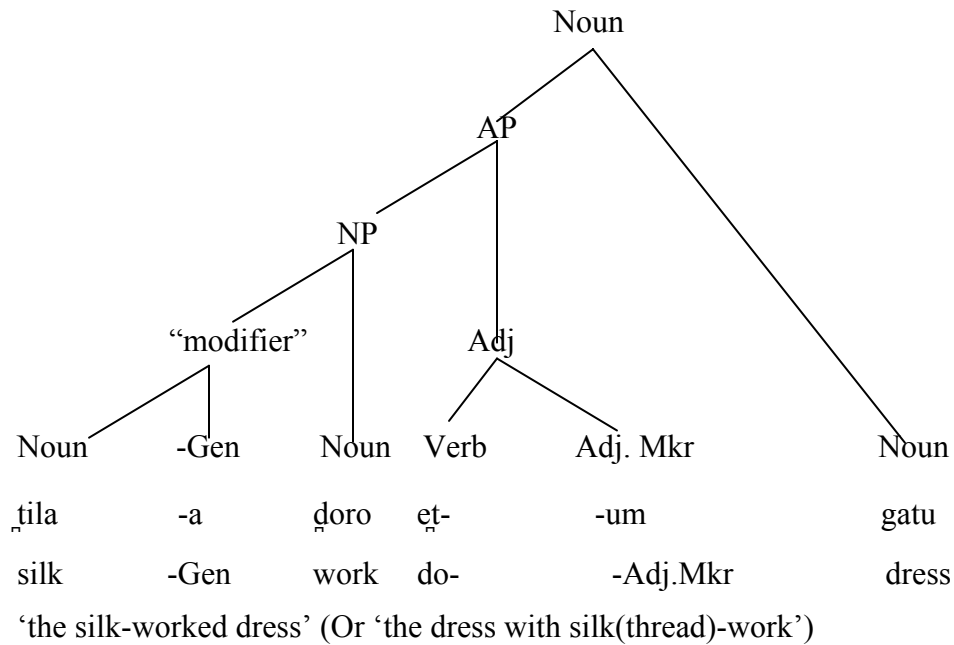 Noun
AP
NP
“modifier” Adj
Noun -Gen Noun Verb Adj. Mkr Noun
t̪ila -a d̪oro et̪- -um gatu
silk -Gen work do- -Adj.Mkr dress
‘the silk-worked dress’ (Or ‘the dress with silk(thread)-work’)